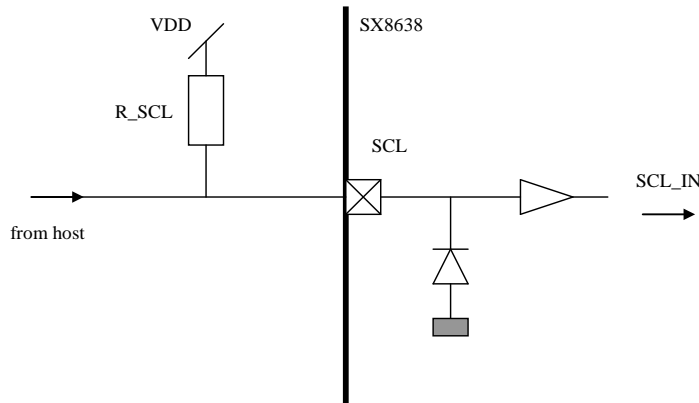 VDD
SX8638
R_SCL
SCL
SCL_IN
from host